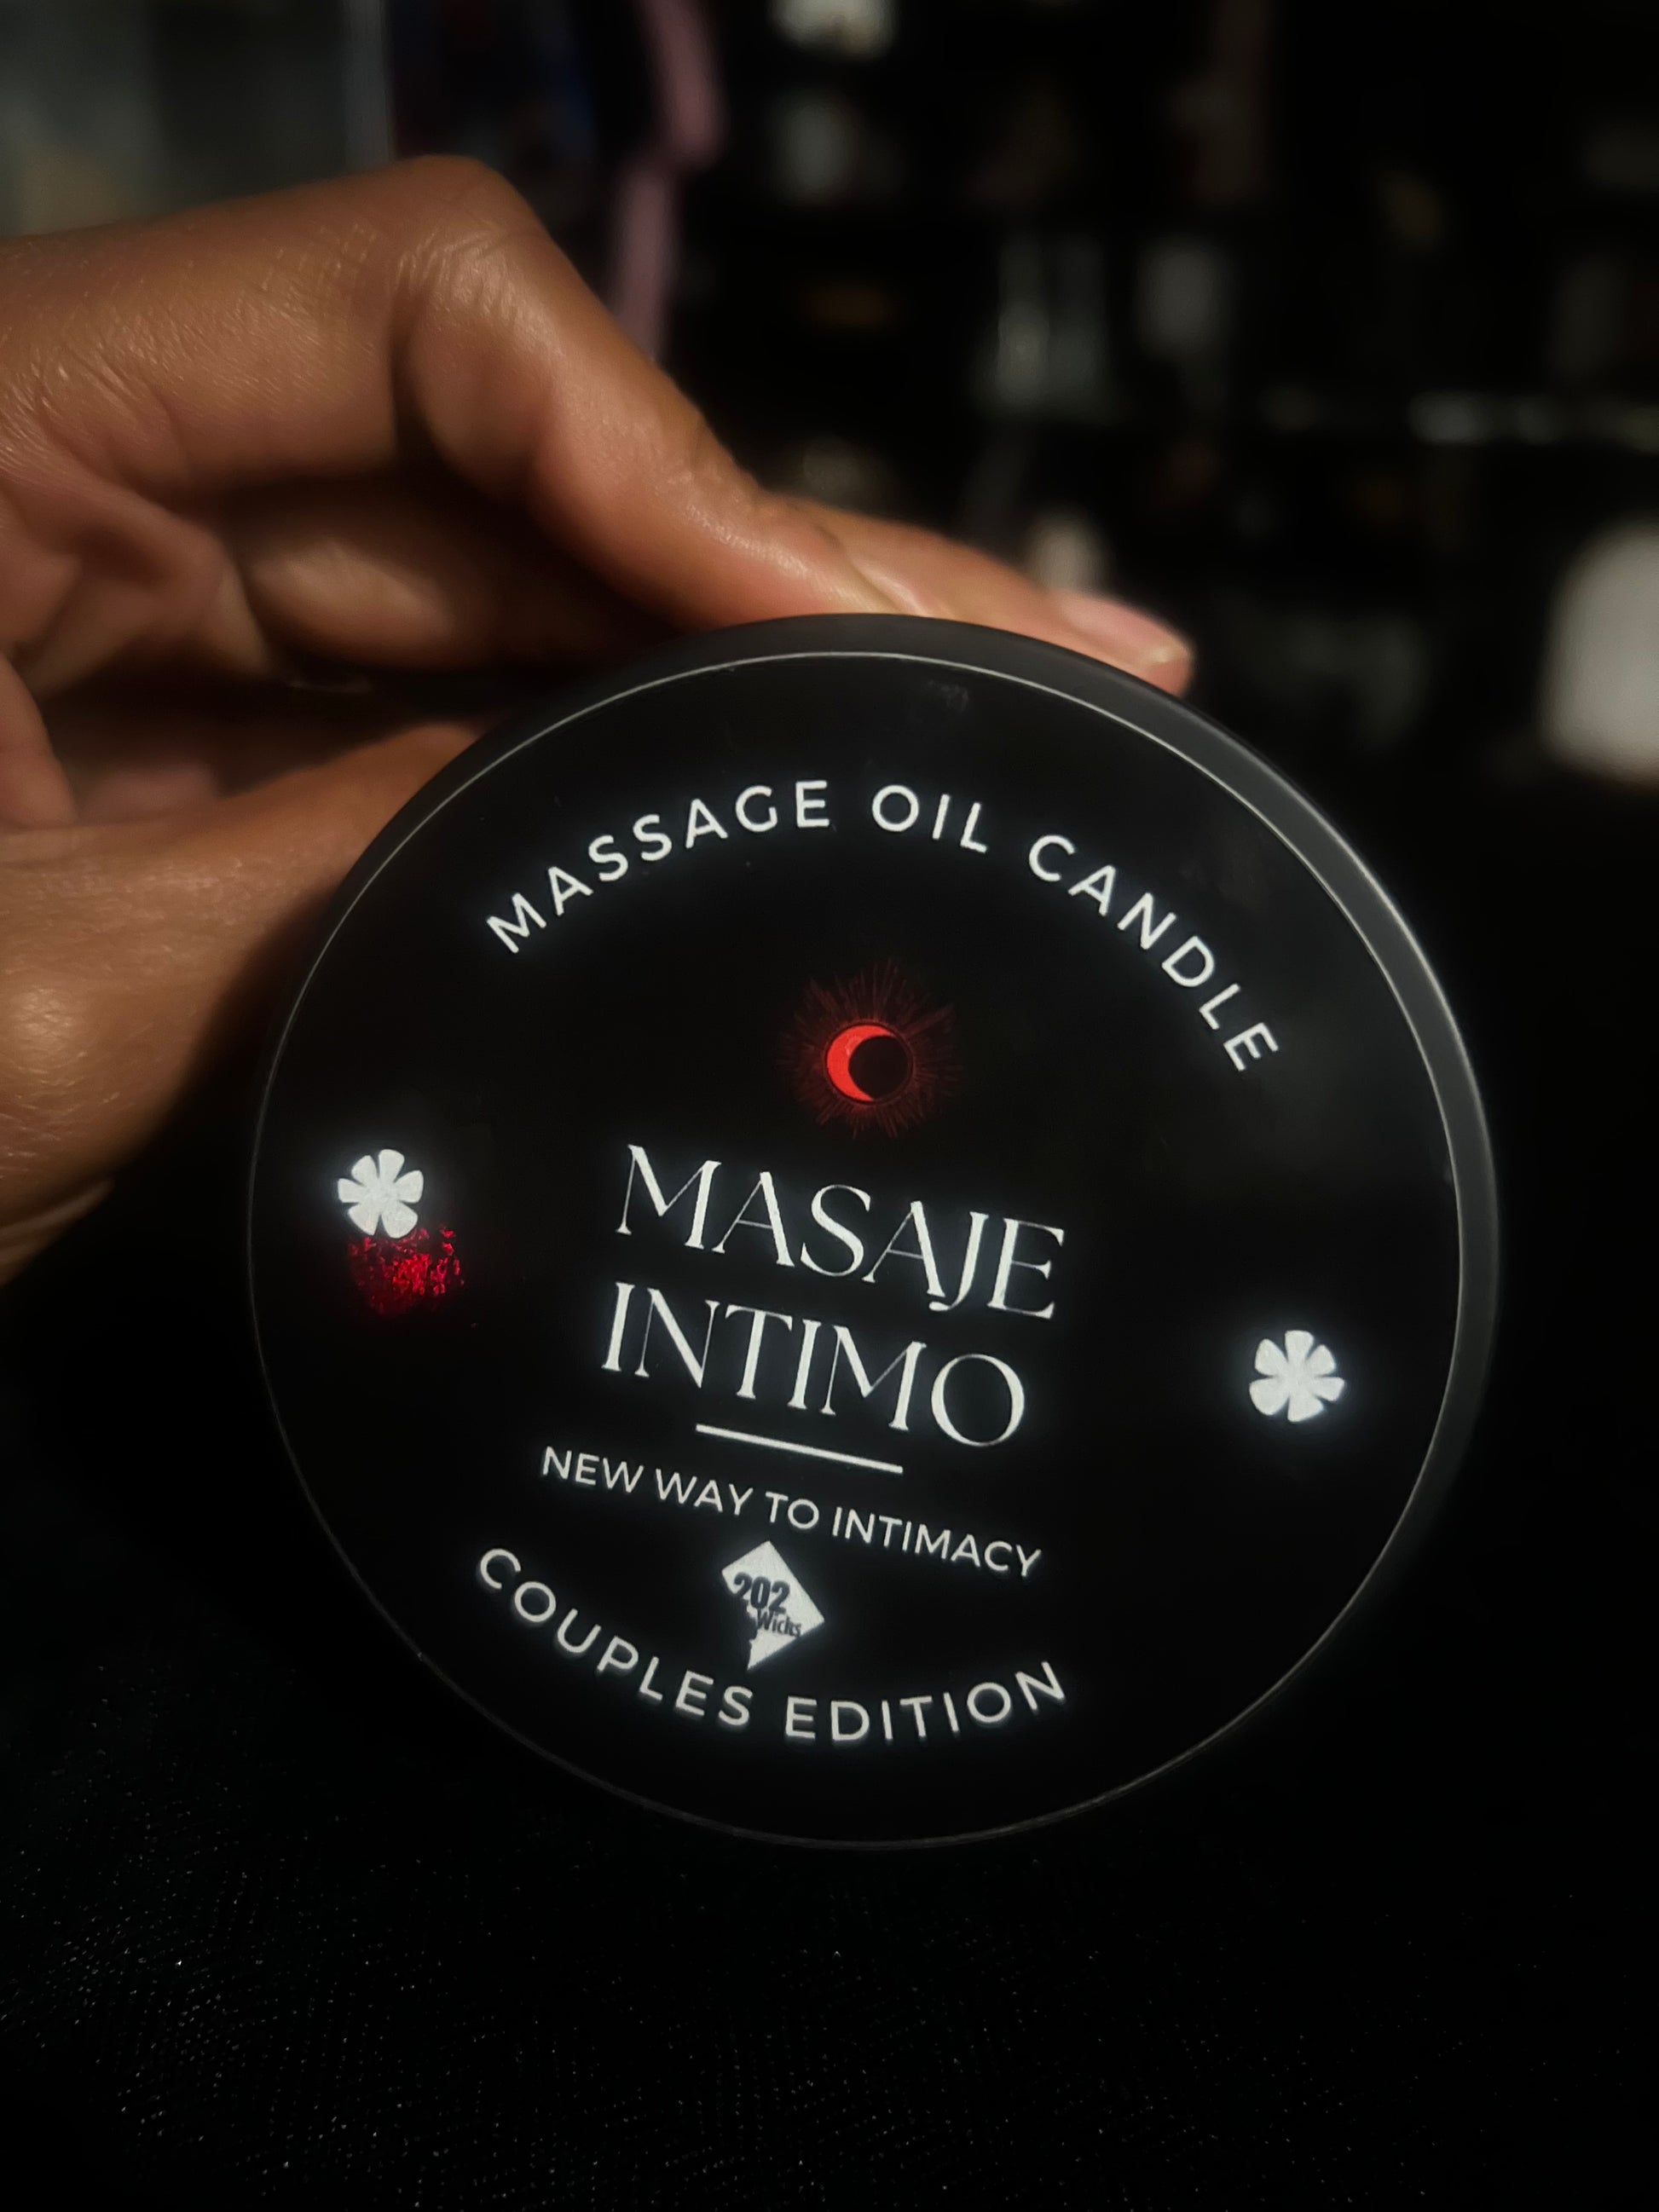 MASSAGE OIL CANDLE
MASAJE
INTIMO
NEW WAY TO INTIMACY
202
Wicks
COUPLES EDITION